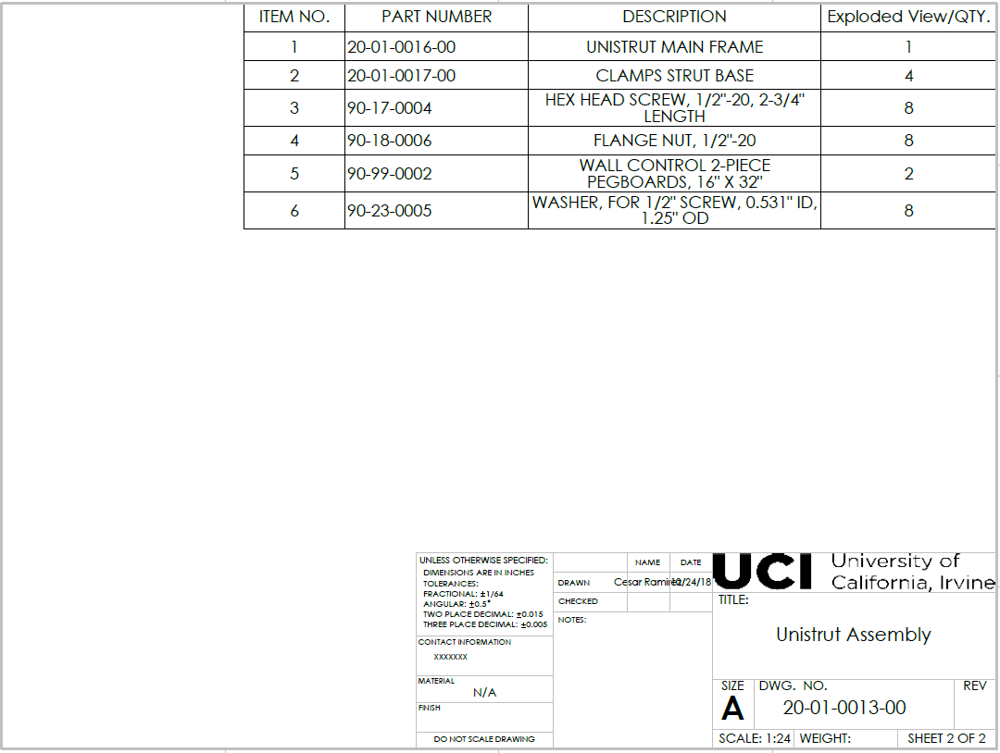 ITEM NO. PART NUMBER DESCRIPTION Exploded View/QTY.
1 20-01-0016-00 UNISTRUT MAIN FRAME 1
2 20-01-0017-00 CLAMPS STRUT BASE 4
3 90-17-0004 HEX HEAD SCREW, 1/2"-20, 2-3/4" LENGTH 8
4 90-18-0006 FLANGE NUT, 1/2"-20 8
5 90-99-0002 WALL CONTROL 2-PIECE PEGBOARDS, 16" X 32" 2
6 90-23-0005 WASHER, FOR 1/2" SCREW, 0.531" ID, 1.25" OD 8
UNLESS OTHERWISE SPECIFIED:
DIMENSIONS ARE IN INCHES
TOLERANCES:
FRACTIONAL: ±1/64
ANGULAR: ±0.5°
TWO PLACE DECIMAL: ±0.015
THREE PLACE DECIMAL: ±0.005
CONTACT INFORMATION
XXXXXXX
MATERIAL
N/A
FINISH
DO NOT SCALE DRAWING
NAME DATE
DRAWN Cesar Ramirez
CHECKED
NOTES:
UCI University of
California, Irvine
TITLE:
Unistrut Assembly
SIZE DWG. NO. REV
A 20-01-0013-00
SCALE: 1:24 WEIGHT: SHEET 2 OF 2